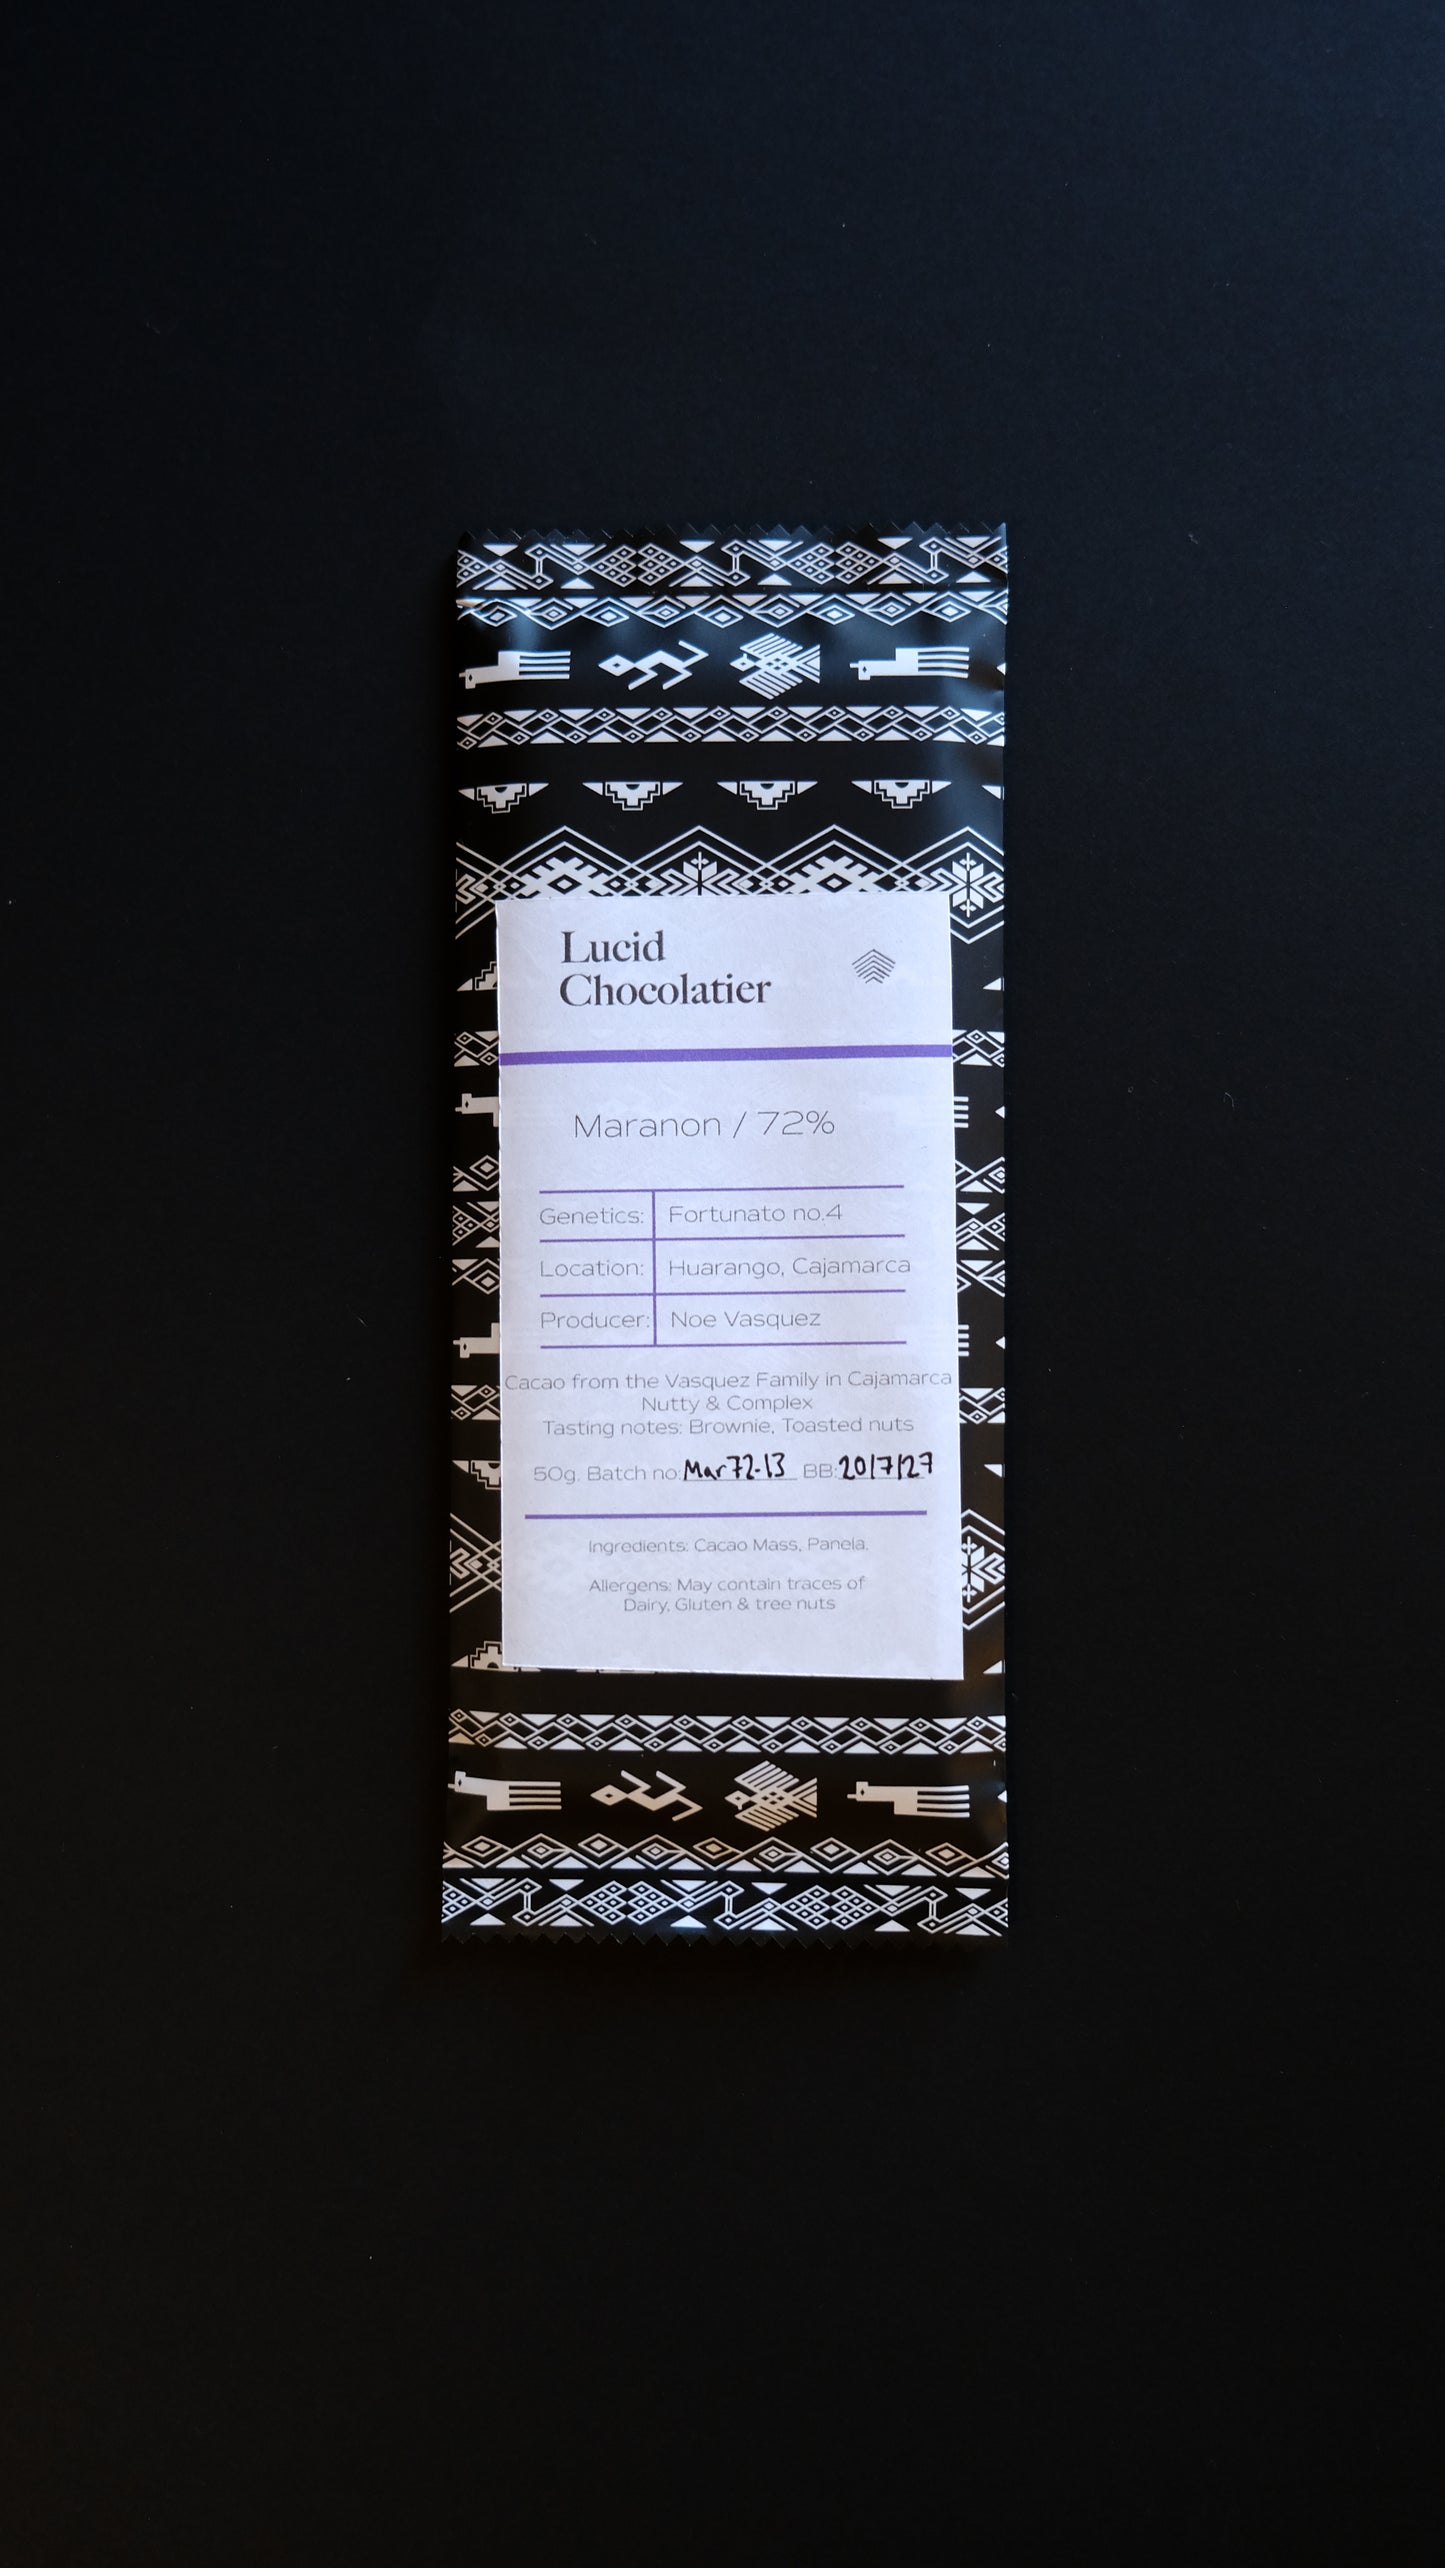 Lucid
Chocolatier
Maranon / 72%
Genetics: Fortunato no.4
Location: Huarango, Cajamarca
Producer: Noe Vasquez
Cacao from the Vasquez Family in Cajamarca
Nutty & Complex
Tasting notes: Brownie, Toasted nuts
50g. Batch no: Mar72-13 BB: 20/7/27
Ingredients: Cacao Mass, Panela.
Allergens: May contain traces of
Dairy, Gluten & tree nuts